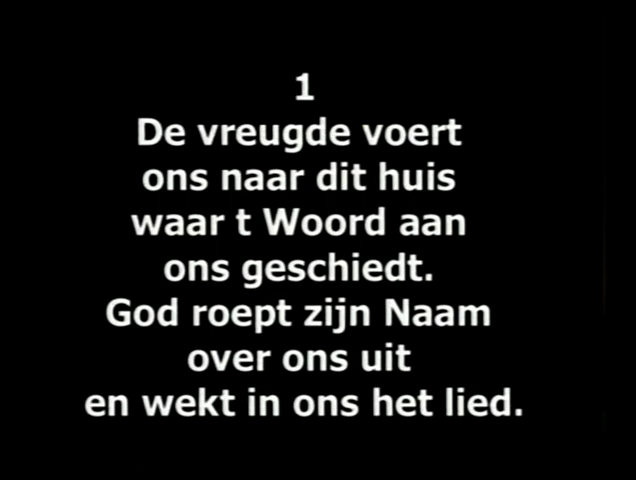 1
De vreugde voert
ons naar dit huis
waar t Woord aan
ons geschiedt.
God roept zijn Naam
over ons uit
en wekt in ons het lied.